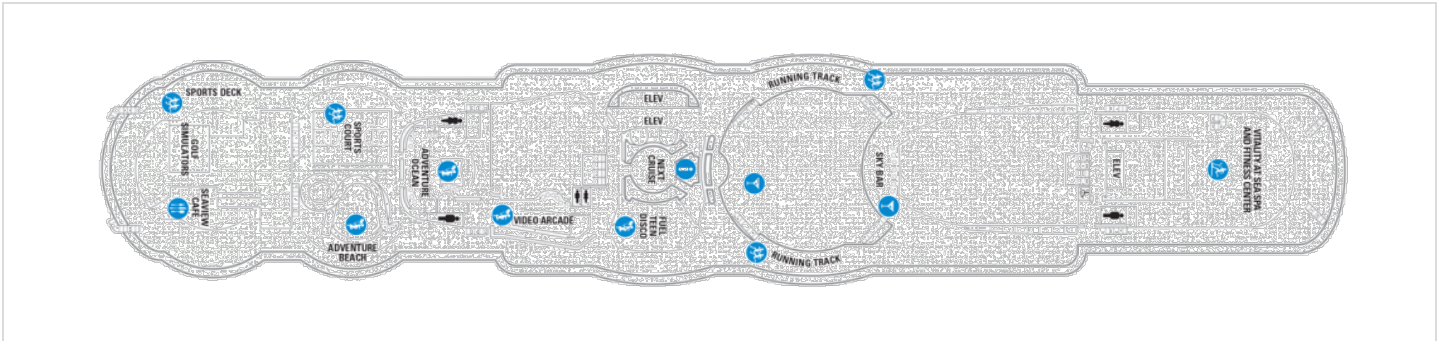 SPORTS DECK
GOLF
SIMULATORS
SEAVIEW
CAFE
SPORTS
COURT
ADVENTURE
BEACH
ADVENTURE
OCEAN
VIDEO ARCADE
ELEV
ELEV
NEXT
CRUISE
FUEL
TEEN
DISCO
RUNNING TRACK
SKY BAR
RUNNING TRACK
ELEV
VITALITY AT SEA SPA
AND FITNESS CENTER